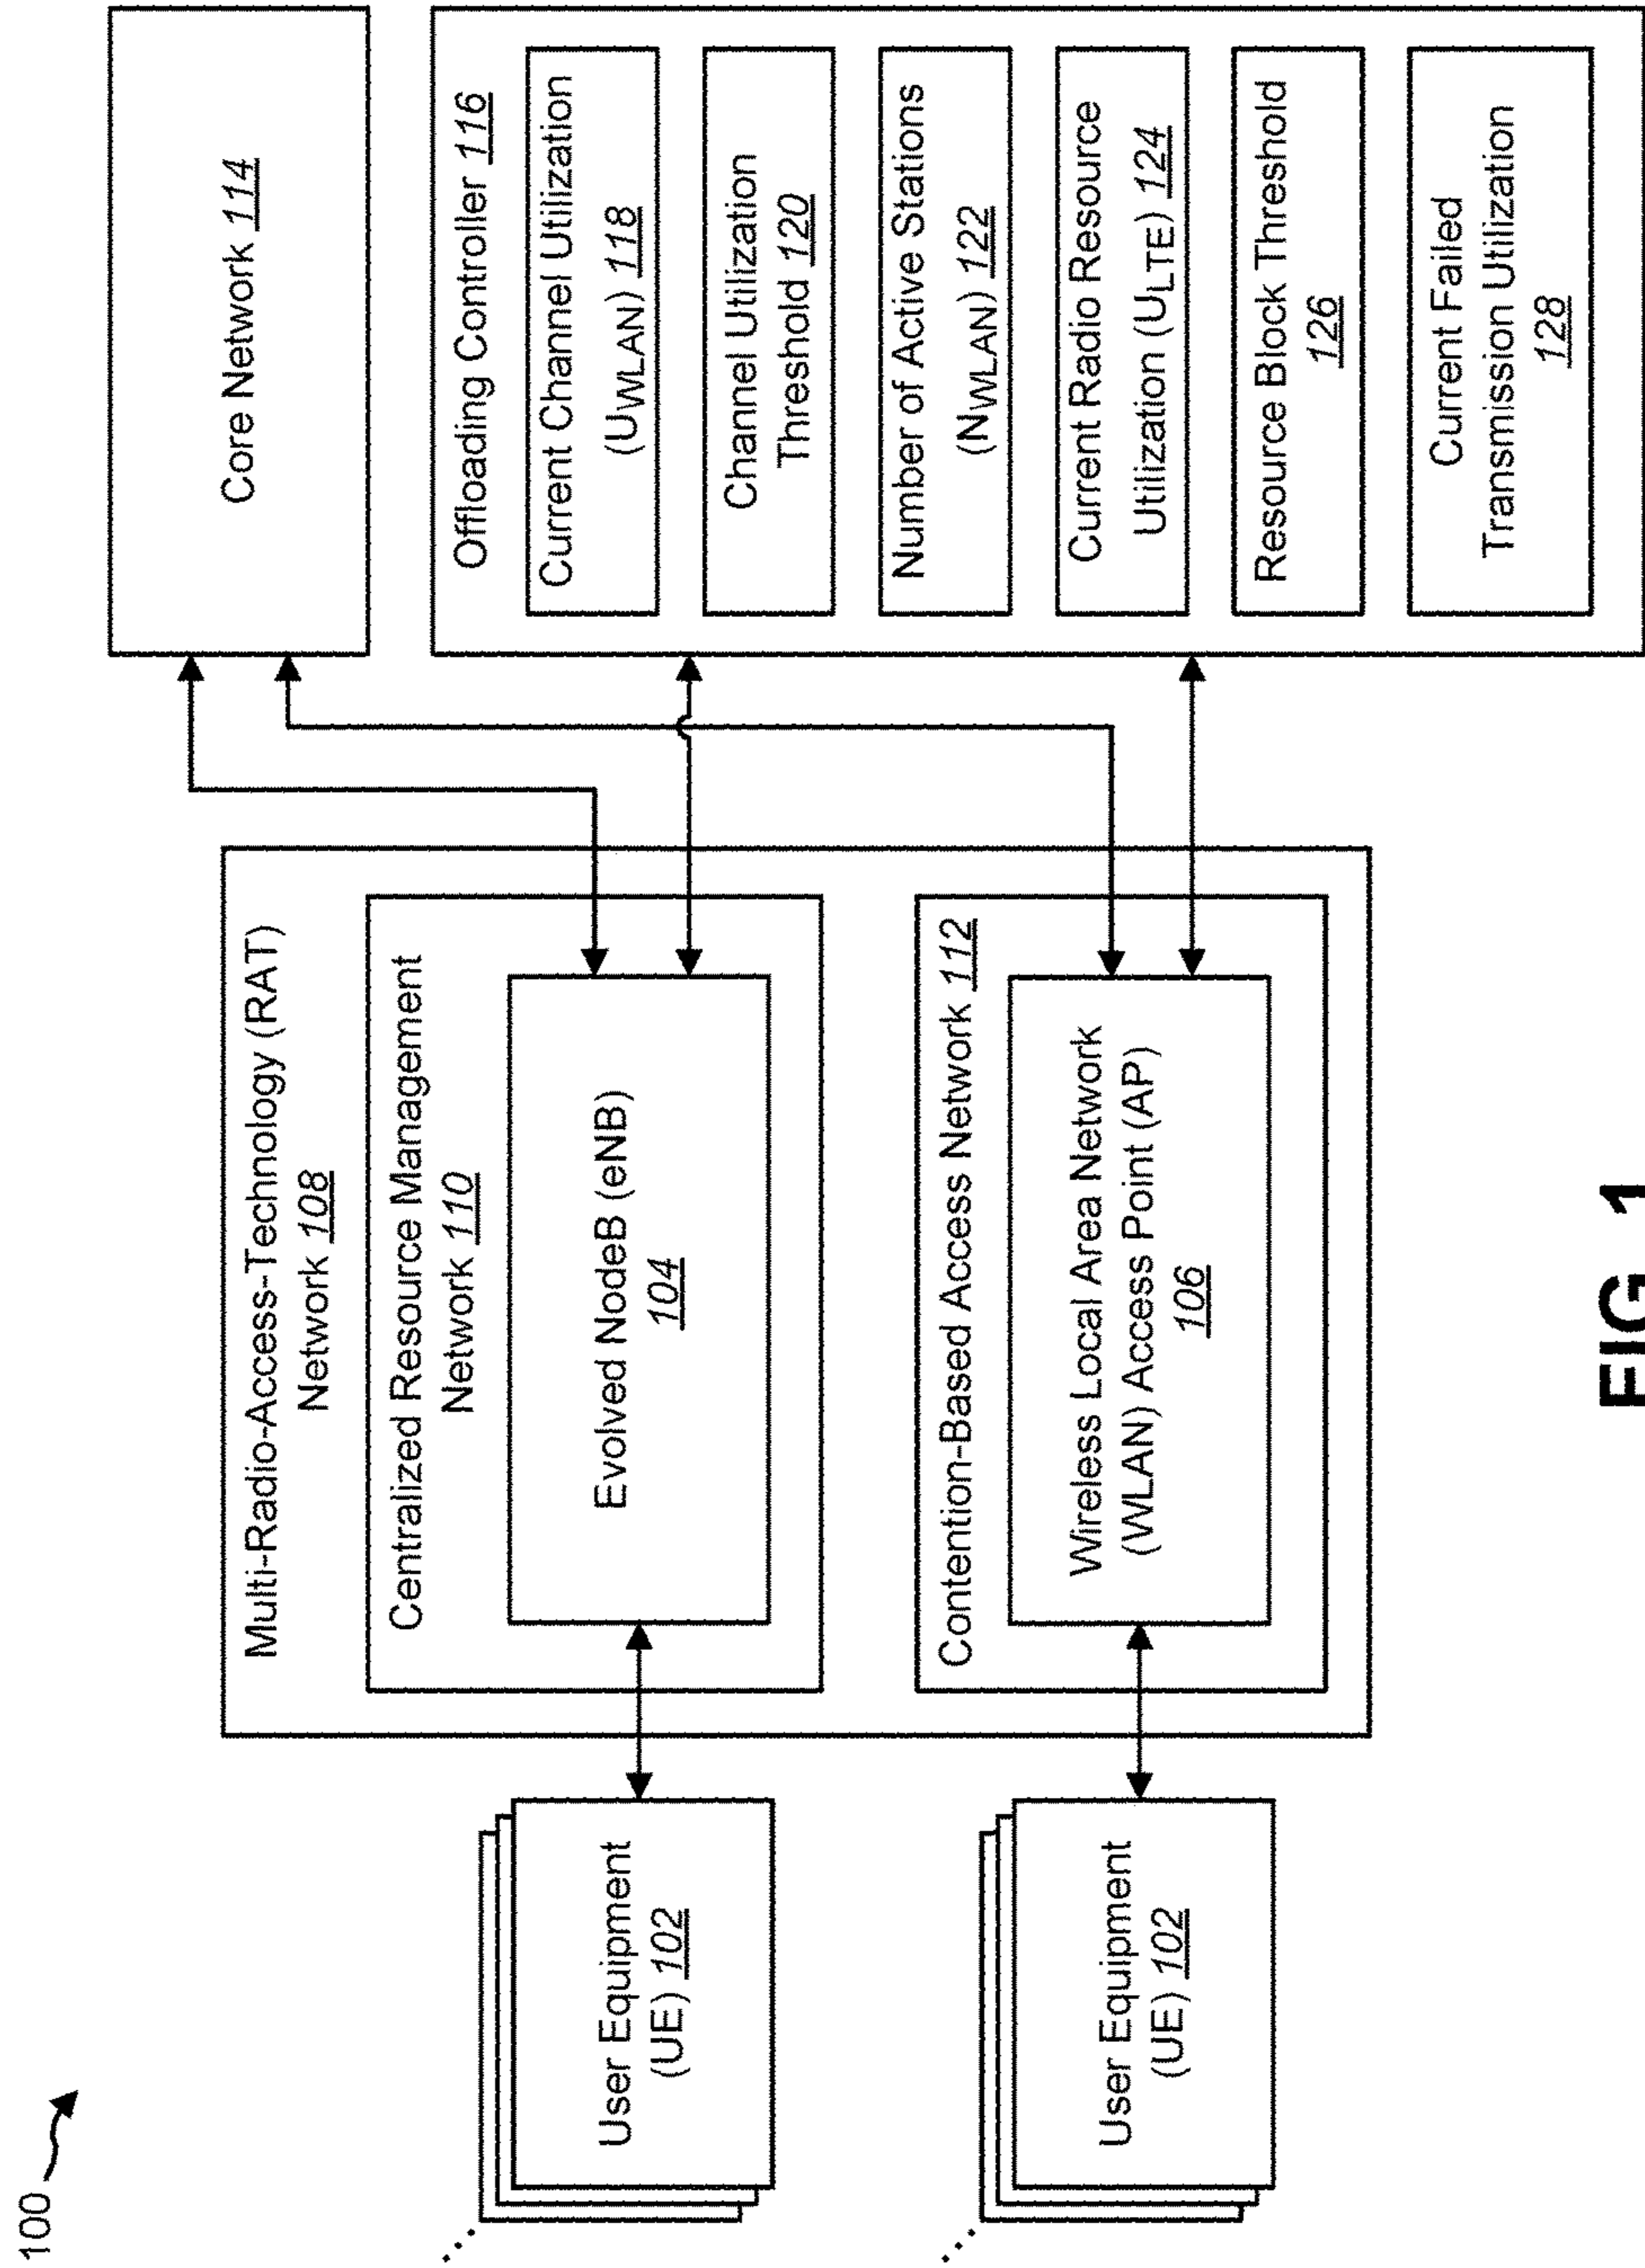 100
Multi-Radio-Access-Technology (RAT)
Network 108
Centralized Resource Management
Network 110
Evolved NodeB (eNB)
104
Contention-Based Access Network 112
Wireless Local Area Network
(WLAN) Access Point (AP)
106
User Equipment
(UE) 102
User Equipment
(UE) 102
Core Network 114
Offloading Controller 116
Current Channel Utilization
(UWLAN) 118
Channel Utilization
Threshold 120
Number of Active Stations
(NWLAN) 122
Current Radio Resource
Utilization (ULTE) 124
Resource Block Threshold
126
Current Failed
Transmission Utilization
128
FIG. 1